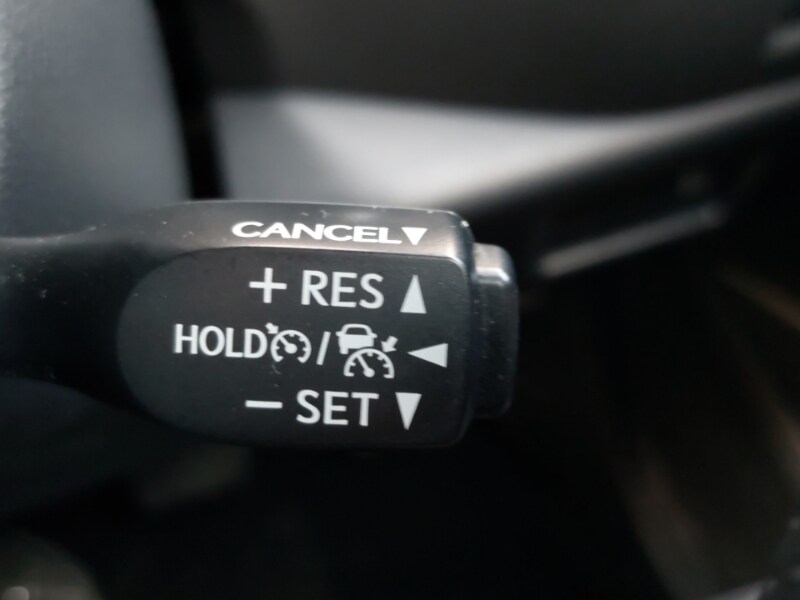 CANCEL▼
+ RES ▲
HOLD / ◀
− SET ▼